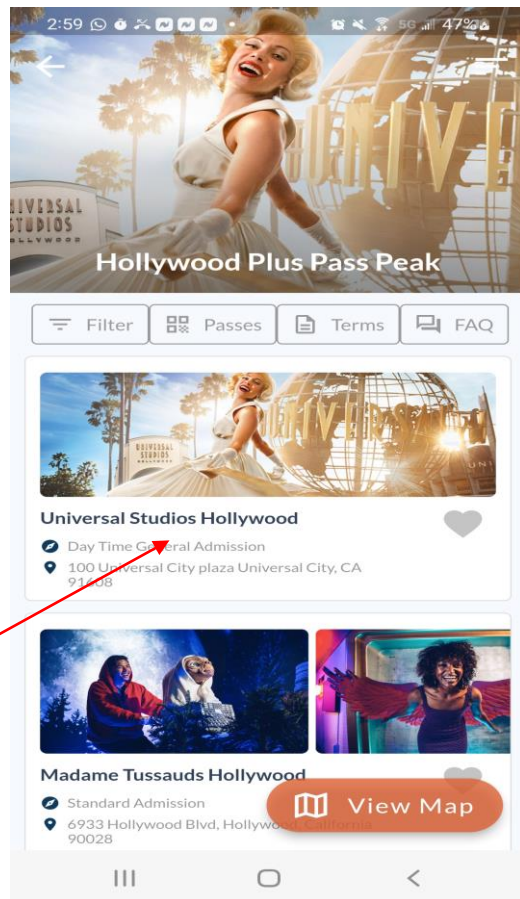 2:59
5G
47%
UNIVE
UNIVERSAL
STUDIOS
HOLLYWOOD
Hollywood Plus Pass Peak
Filter
Passes
Terms
FAQ
UNIVERSAL
STUDIOS
HOLLYWOOD
Universal Studios Hollywood
Day Time General Admission
100 Universal City plaza Universal City, CA
91608
Madame Tussauds Hollywood
Standard Admission
6933 Hollywood Blvd, Hollywood, California
90028
View Map